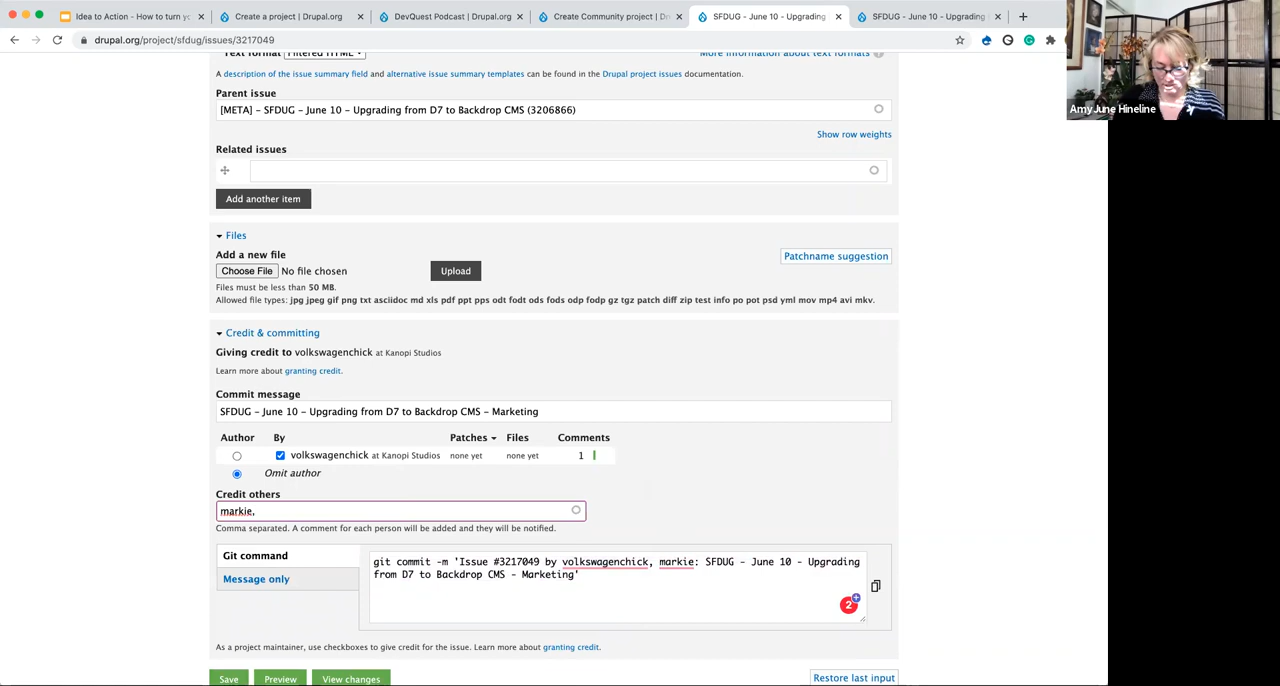 Idea to Action - How to turn yo
Create a project | Drupal.org
DevQuest Podcast | Drupal.org
Create Community project | Dr
SFDUG - June 10 - Upgrading
SFDUG - June 10 - Upgrading
drupal.org/project/sfdug/issues/3217049
AmyJune Hineline
Text format Filtered HTML
More information about text formats
A description of the issue summary field and alternative issue summary templates can be found in the Drupal project issues documentation.
Parent issue
[META] - SFDUG - June 10 - Upgrading from D7 to Backdrop CMS (3206866)
Show row weights
Related issues
Add another item
Files
Add a new file
Patchname suggestion
Choose File No file chosen
Upload
Files must be less than 50 MB.
Allowed file types: jpg jpeg gif png txt asciidoc md xls pdf ppt pps odt fodt ods fods odp fodp gz tgz patch diff zip test info po pot psd yml mov mp4 avi mkv.
Credit & committing
Giving credit to volkswagenchick at Kanopi Studios
Learn more about granting credit.
Commit message
SFDUG - June 10 - Upgrading from D7 to Backdrop CMS - Marketing
Author By Patches Files Comments
volkswagenchick at Kanopi Studios none yet none yet 1
Omit author
Credit others
markie,
Comma separated. A comment for each person will be added and they will be notified.
Git command
Message only
git commit -m 'Issue #3217049 by volkswagenchick, markie: SFDUG - June 10 - Upgrading
from D7 to Backdrop CMS - Marketing'
2
As a project maintainer, use checkboxes to give credit for the issue. Learn more about granting credit.
Save
Preview
View changes
Restore last input